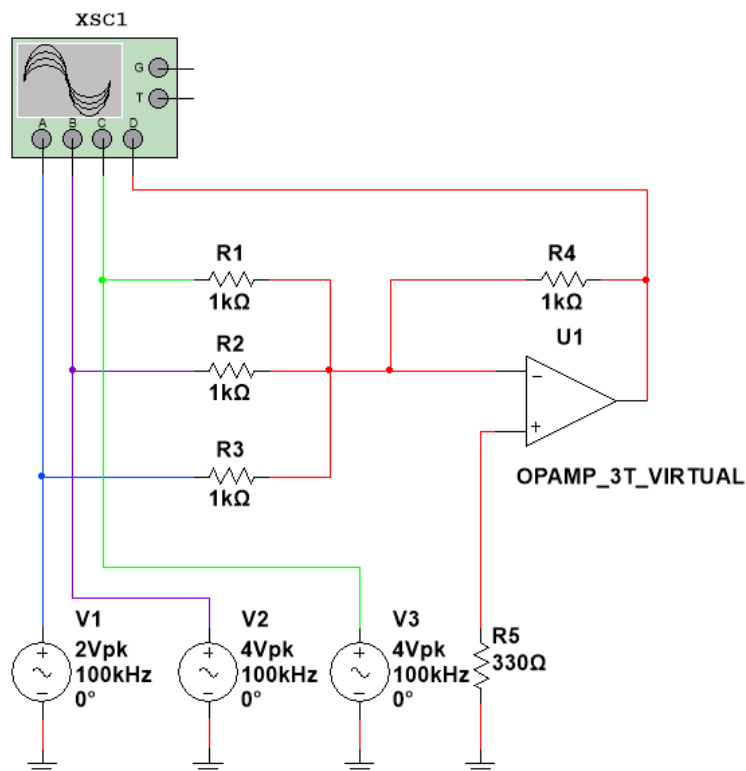 XSC1
G
T
A B C D
R1
1kΩ
R4
1kΩ
U1
R2
1kΩ
R3
1kΩ
−
+
OPAMP_3T_VIRTUAL
V1
2Vpk
100kHz
0°
+
−
V2
4Vpk
100kHz
0°
+
−
V3
4Vpk
100kHz
0°
+
−
R5
330Ω